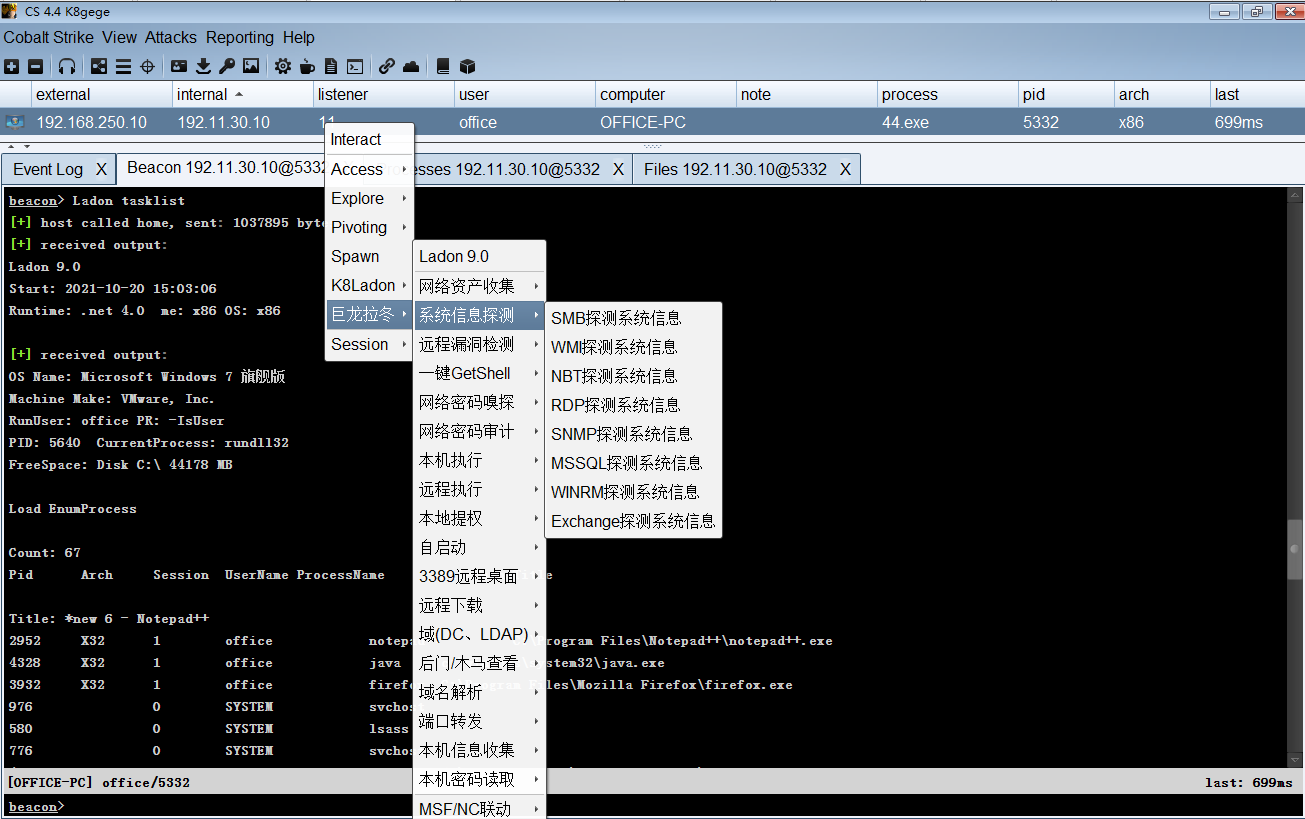 CS 4.4 K8gege
Cobalt Strike View Attacks Reporting Help
external internal listener user computer note process pid arch last
192.168.250.10 192.11.30.10 11 office OFFICE-PC 44.exe 5332 x86 699ms
Event Log X Beacon 192.11.30.10@5332 esses 192.11.30.10@5332 X Files 192.11.30.10@5332 X
Interact
Access
Explore
Pivoting
Spawn
K8Ladon
巨龙拉冬
Session
Ladon 9.0
网络资产收集
系统信息探测
远程漏洞检测
一键GetShell
网络密码嗅探
网络密码审计
本机执行
远程执行
本地提权
自启动
3389远程桌面
远程下载
域(DC、LDAP)
后门/木马查看
域名解析
端口转发
本机信息收集
本机密码读取
MSF/NC联动
SMB探测系统信息
WMI探测系统信息
NBT探测系统信息
RDP探测系统信息
SNMP探测系统信息
MSSQL探测系统信息
WINRM探测系统信息
Exchange探测系统信息
beacon> Ladon tasklist
[+] host called home, sent: 1037895 byte
[+] received output:
Ladon 9.0
Start: 2021-10-20 15:03:06
Runtime: .net 4.0 me: x86 OS: x86
[+] received output:
OS Name: Microsoft Windows 7 旗舰版
Machine Make: VMware, Inc.
RunUser: office PR: -IsUser
PID: 5640 CurrentProcess: rundll32
FreeSpace: Disk C:\ 44178 MB
Load EnumProcess
Count: 67
Pid Arch Session UserName ProcessName
Title: *new 6 - Notepad++
2952 X32 1 office notepa rogram Files\Notepad++\notepad++.exe
4328 X32 1 office java stem32\java.exe
3932 X32 1 office firefo Files\Mozilla Firefox\firefox.exe
976 0 SYSTEM svchos
580 0 SYSTEM lsass
776 0 SYSTEM svchos
[OFFICE-PC] office/5332 last: 699ms
beacon>